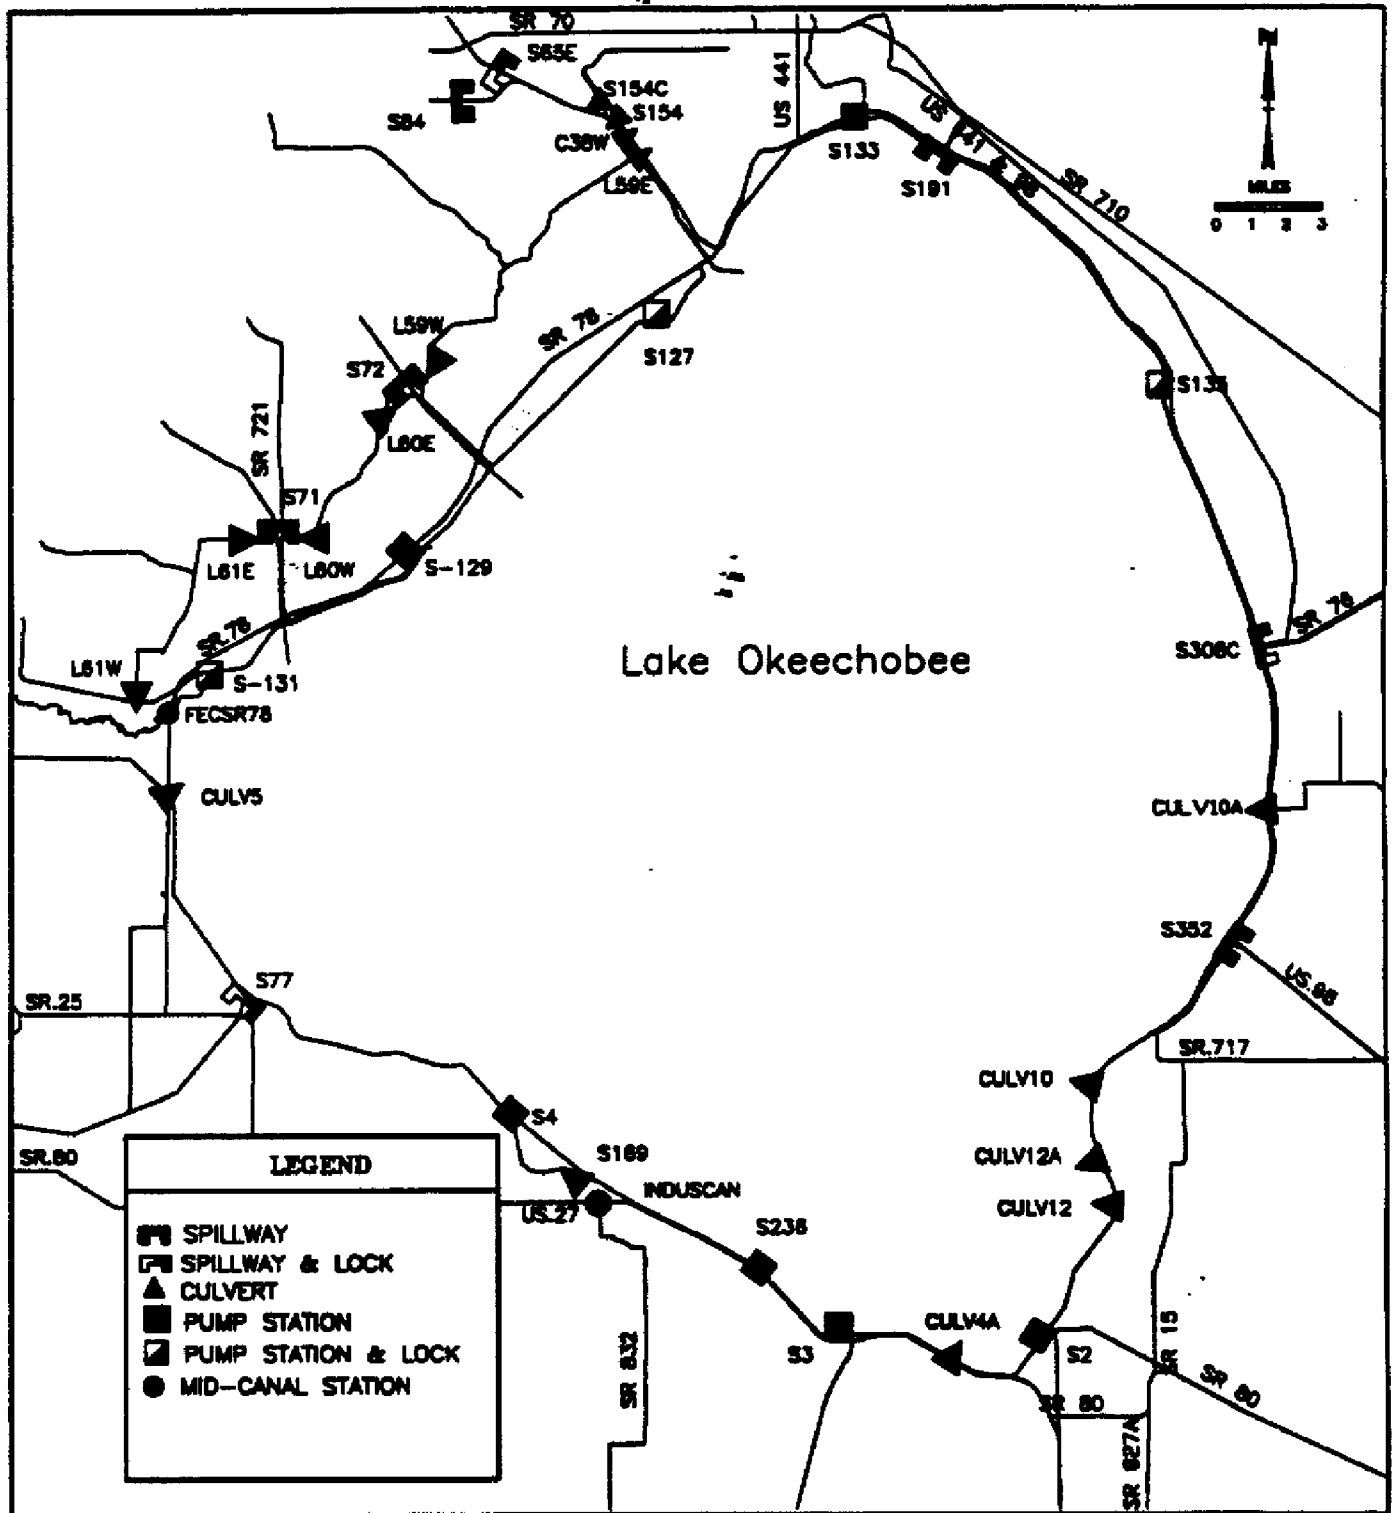 SR 70
S65E
N
S154C
US 441
S84
S154
S133
US 441 & 98
C38W
S191
L59E
SR 710
MILES
0 1 2 3
L59W
SR 78
S127
S72
S135
SR 721
L60E
S71
L61E
L60W
S-129
SR.78
SR 76
S308C
Lake Okeechobee
L61W
S-131
FECSR78
CULV5
CULV10A
S352
US.98
S77
SR.25
SR.717
CULV10
S4
SR.80
S169
CULV12A
INDUSCAN
US.27
CULV12
S236
CULV4A
S3
S2
SR 15
SR 832
SR 80
SR 80
SR 827A
LEGEND
SPILLWAY
SPILLWAY & LOCK
CULVERT
PUMP STATION
PUMP STATION & LOCK
MID-CANAL STATION